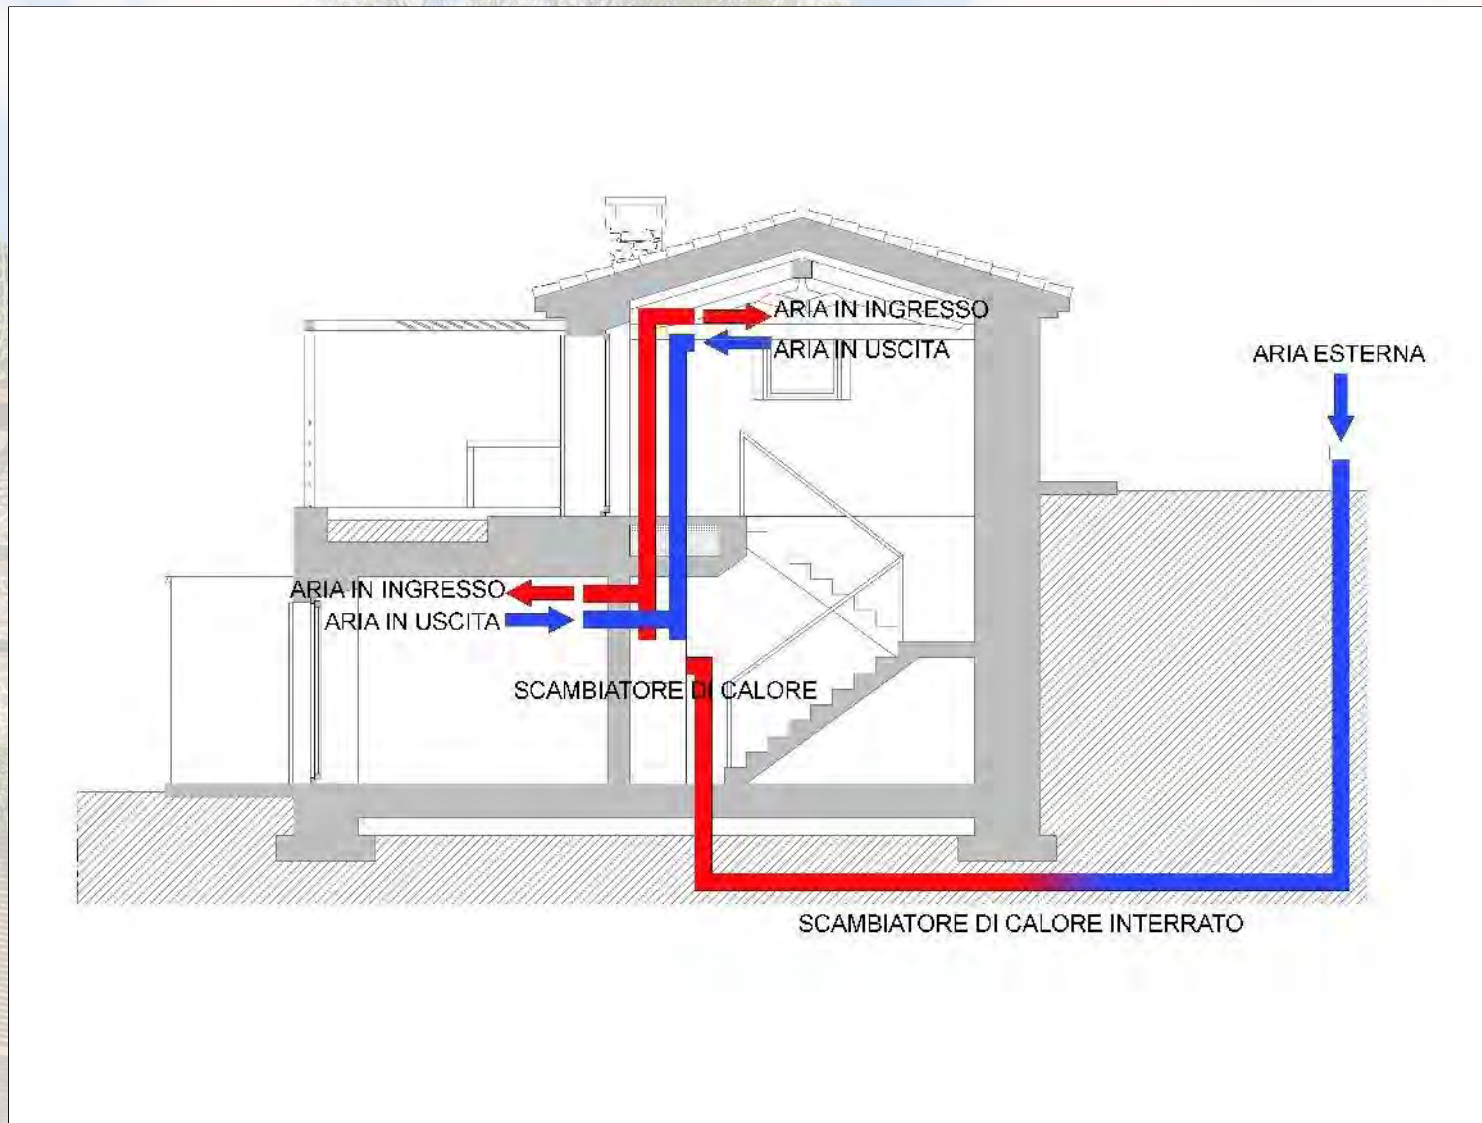 ARIA IN INGRESSO
ARIA IN USCITA
ARIA ESTERNA
ARIA IN INGRESSO
ARIA IN USCITA
SCAMBIATORE DI CALORE
SCAMBIATORE DI CALORE INTERRATO